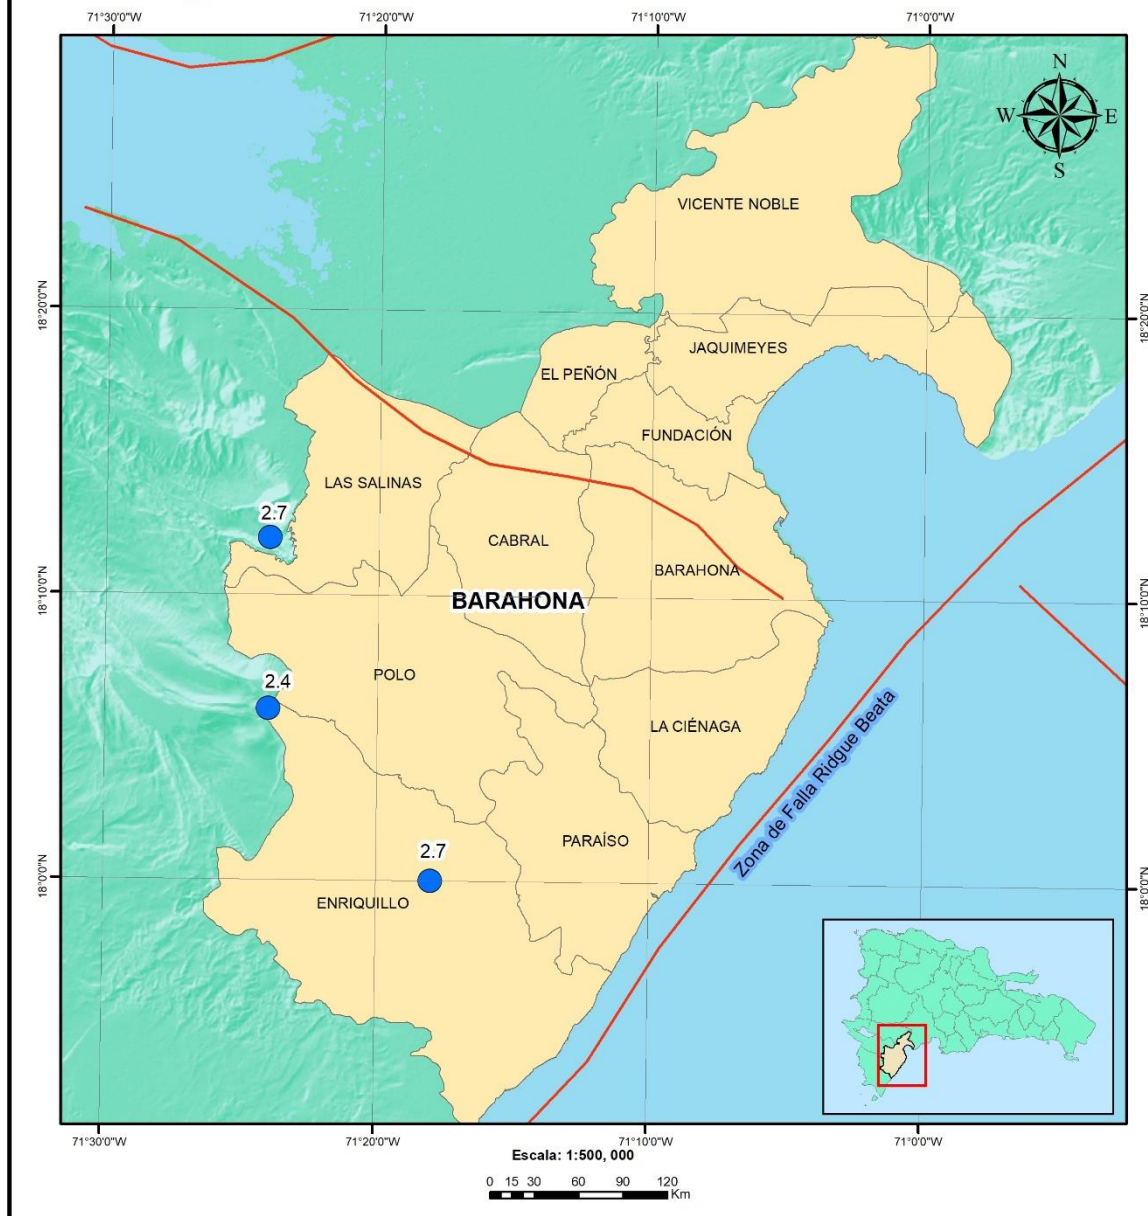 71°30'0"W 71°20'0"W 71°10'0"W 71°0'0"W
N
W E
S
VICENTE NOBLE
18°20'0"N 18°20'0"N
JAQUIMEYES
EL PEÑÓN
FUNDACIÓN
LAS SALINAS
2.7
CABRAL
BARAHONA
18°10'0"N 18°10'0"N
BARAHONA
POLO
2.4
LA CIÉNAGA
Zona de Falla Ridgue Beata
PARAÍSO
2.7
18°0'0"N 18°0'0"N
ENRIQUILLO
71°30'0"W 71°20'0"W 71°10'0"W 71°0'0"W
Escala: 1:500, 000
0 15 30 60 90 120
Km